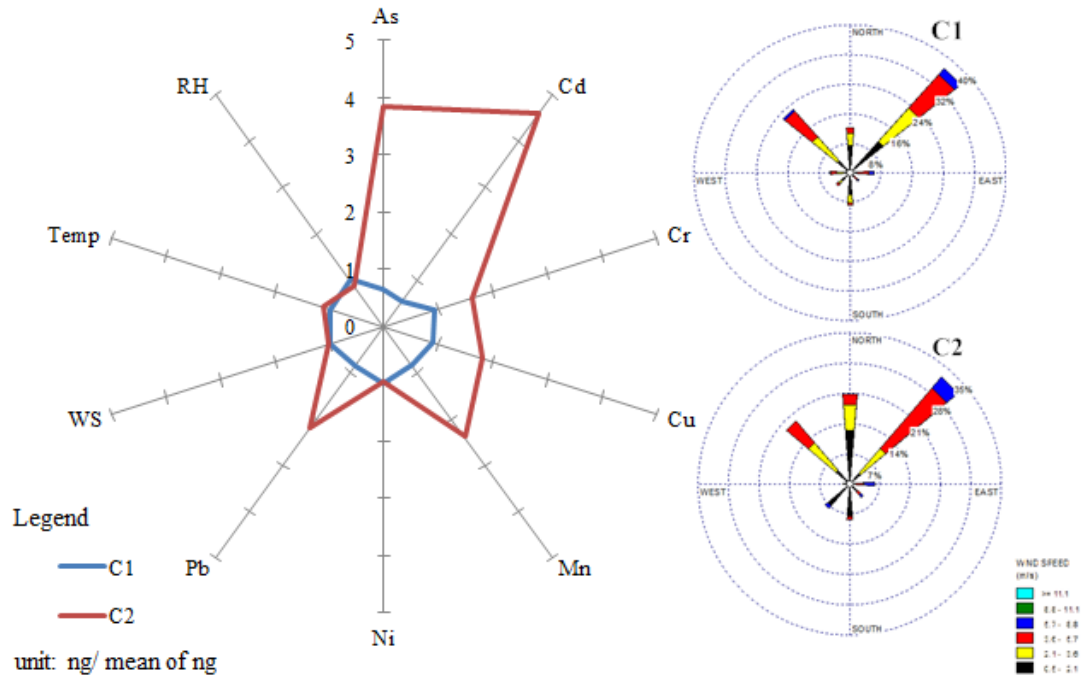 As
5
4
3
2
1
0
RH
Cd
Temp
Cr
WS
Cu
Pb
Mn
Ni
Legend
C1
C2
unit: ng/ mean of ng
C1
NORTH
40%
32%
24%
16%
8%
WEST
EAST
SOUTH
C2
NORTH
35%
28%
21%
14%
7%
WEST
EAST
SOUTH
WIND SPEED
(m/s)